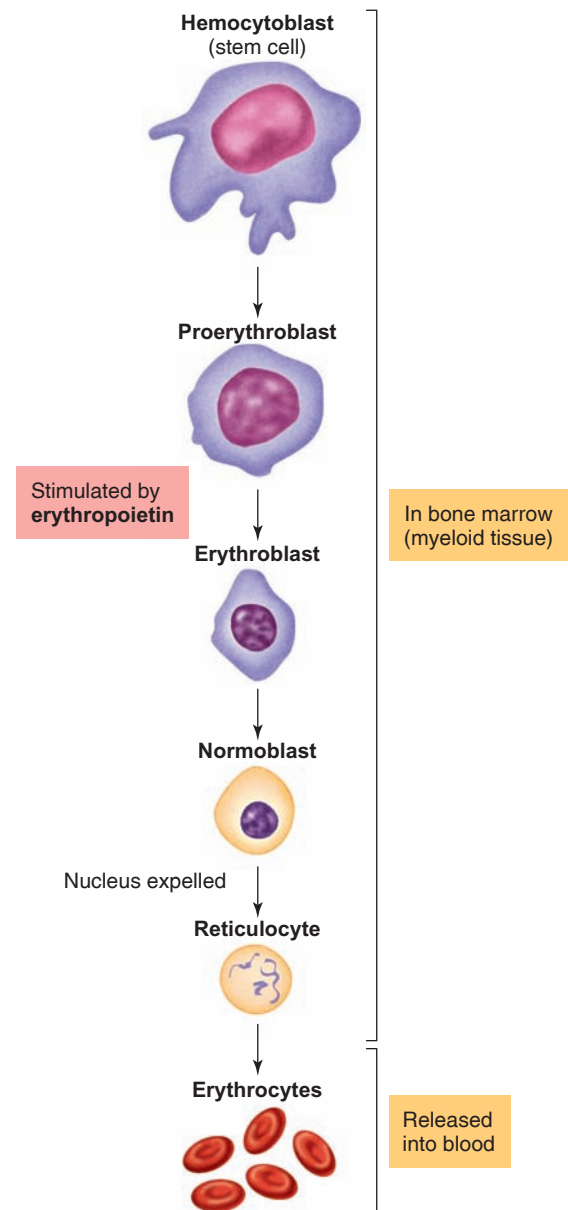 Hemocytoblast
(stem cell)
Proerythroblast
Stimulated by
erythropoietin
In bone marrow
(myeloid tissue)
Erythroblast
Normoblast
Nucleus expelled
Reticulocyte
Erythrocytes
Released
into blood